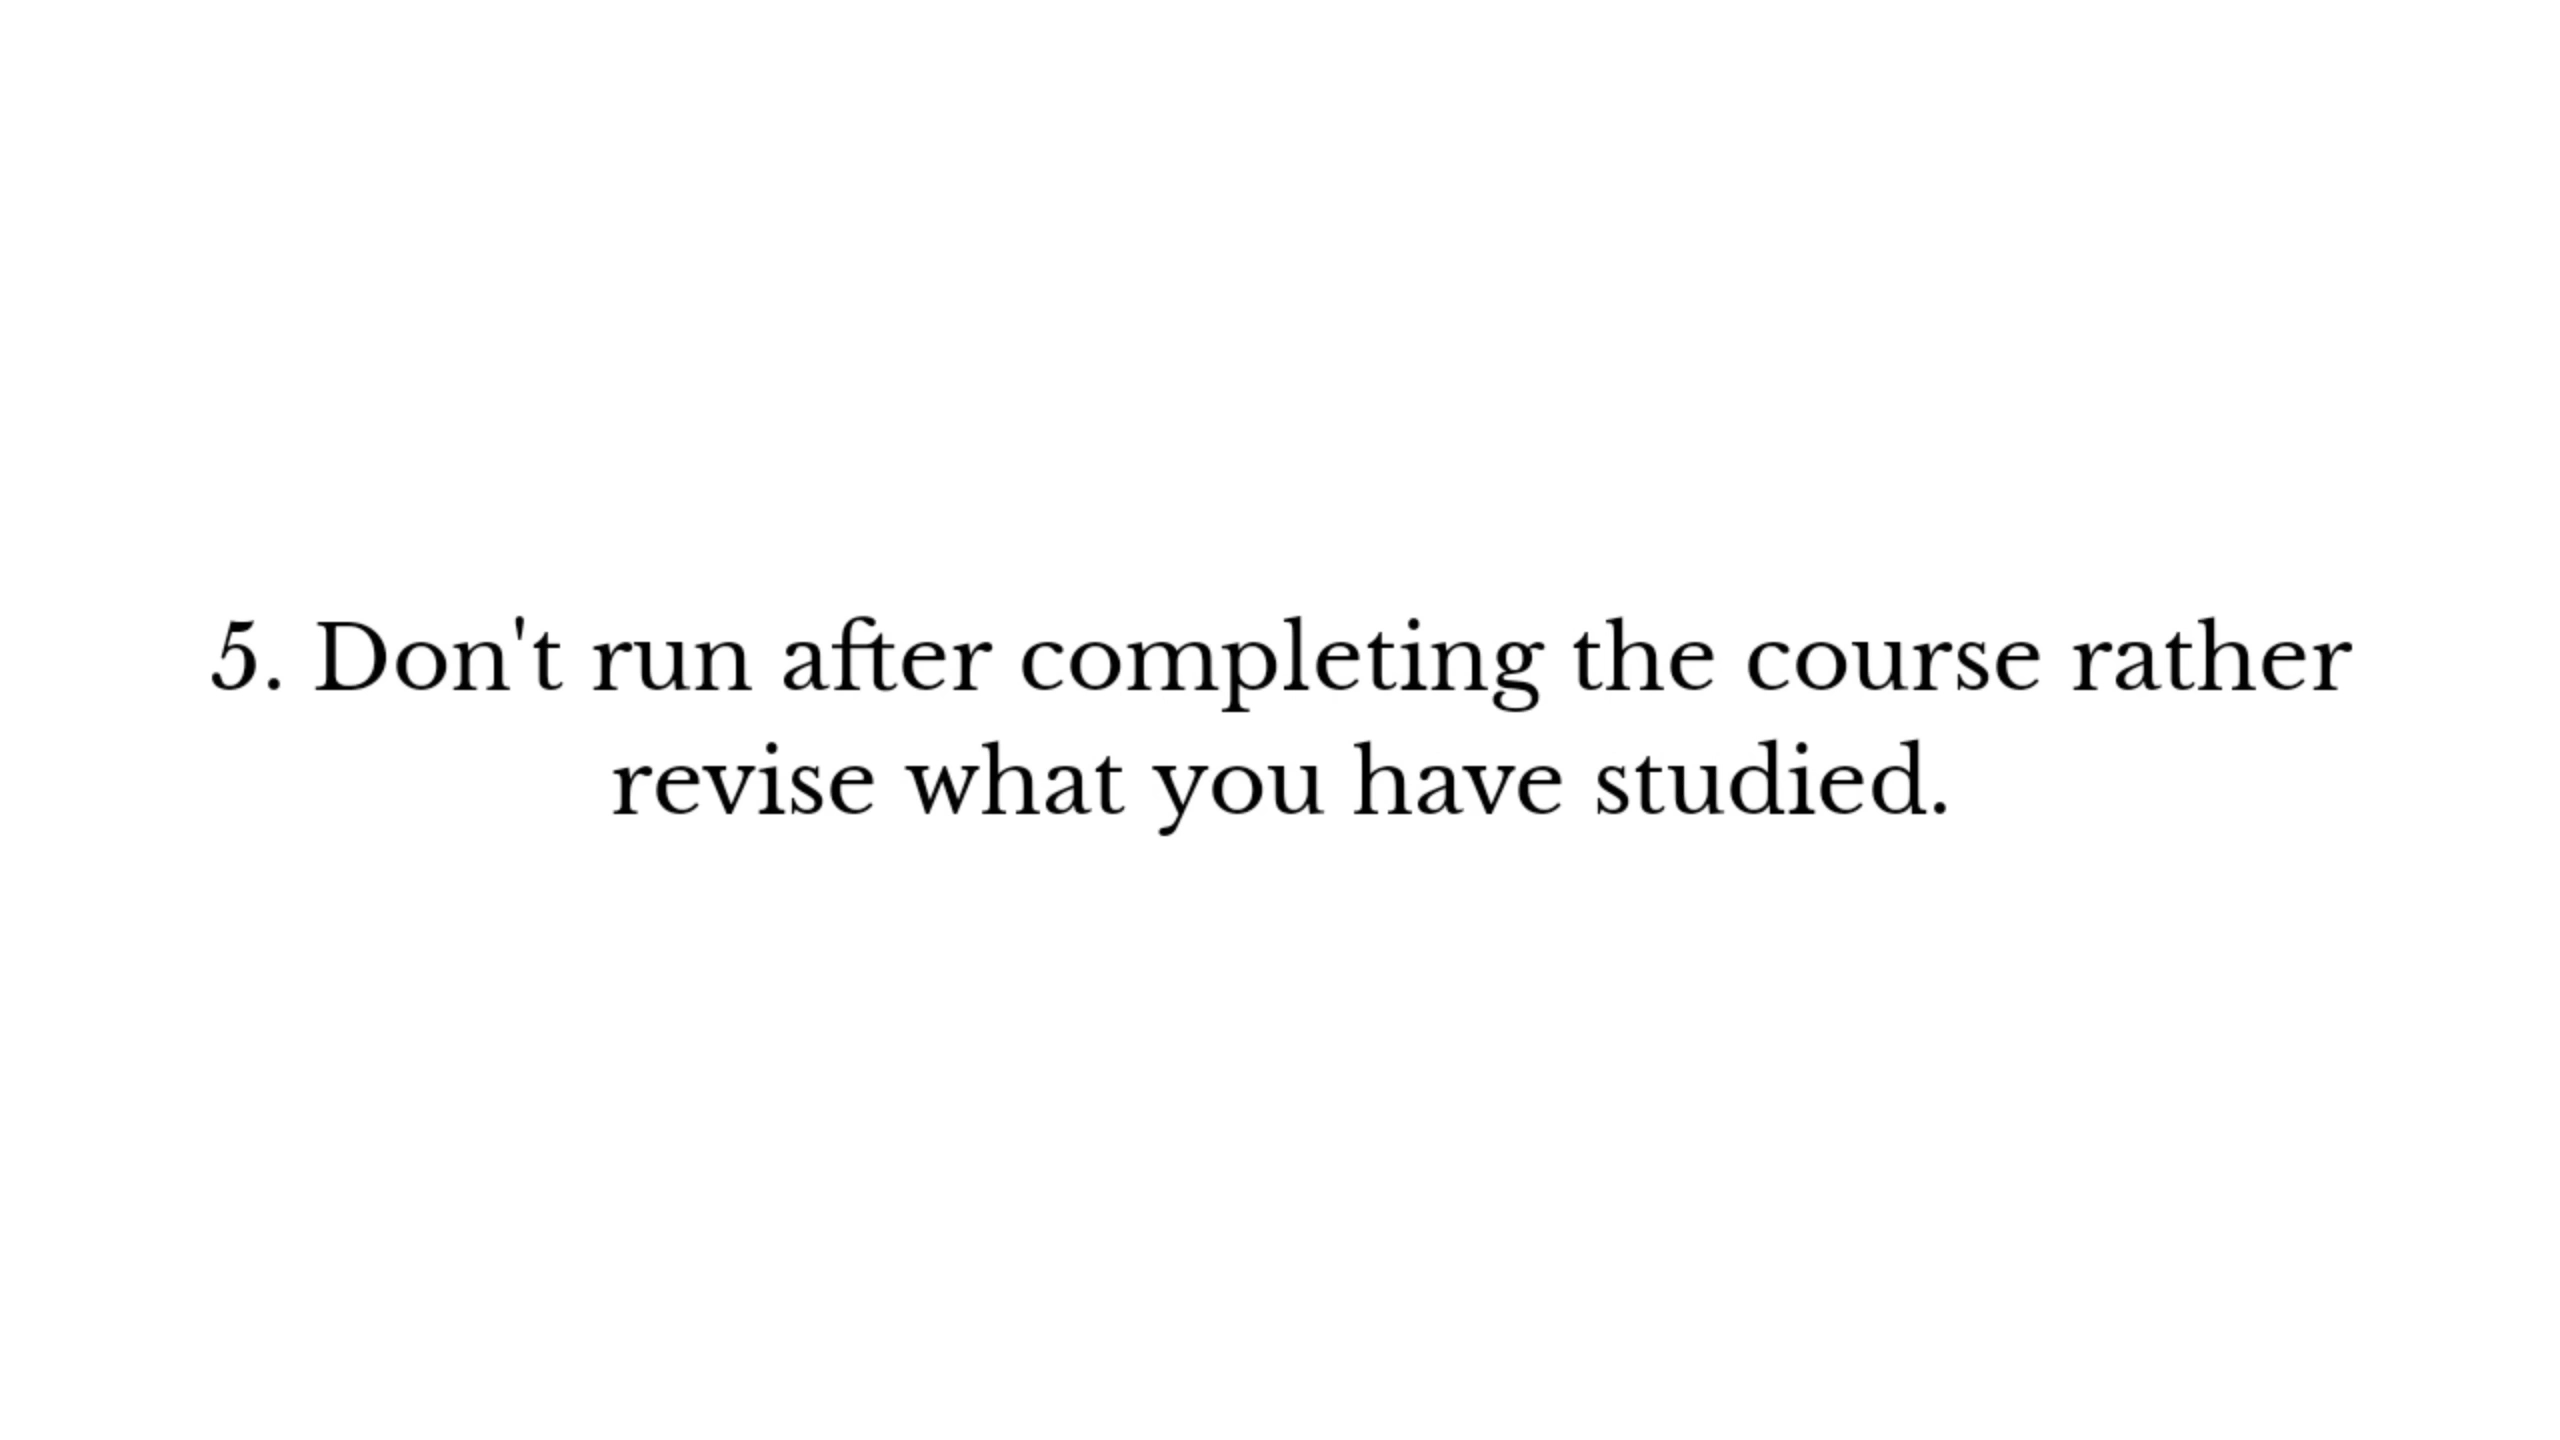 5. Don't run after completing the course rather
revise what you have studied.